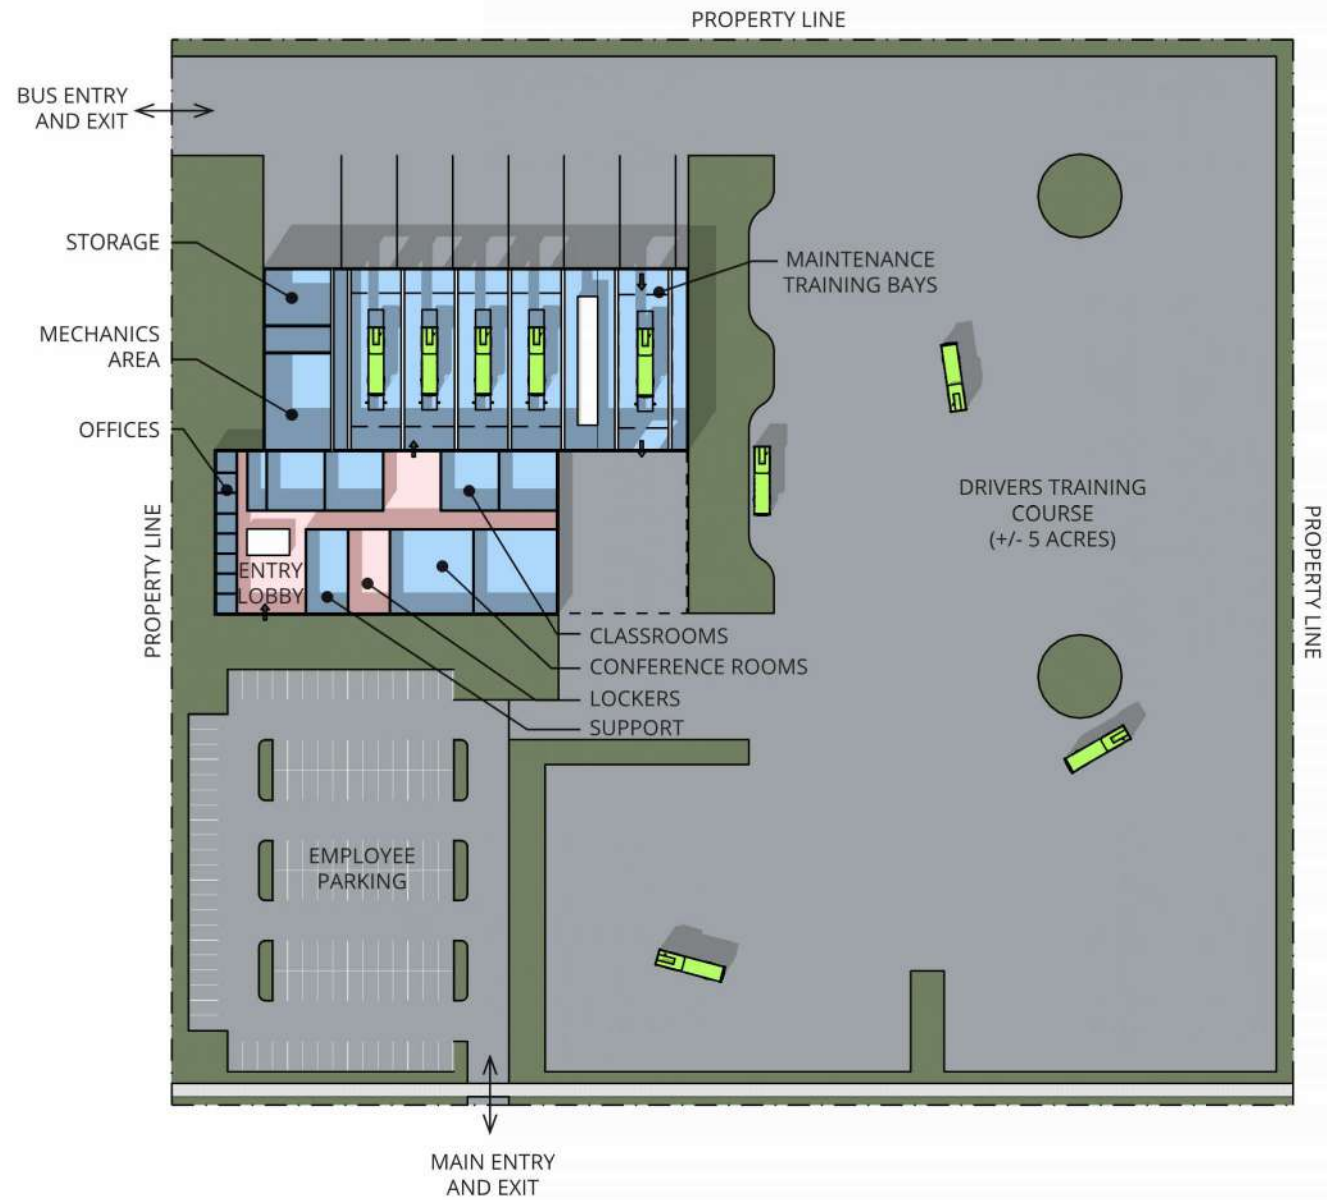 PROPERTY LINE
BUS ENTRY
AND EXIT
STORAGE
MAINTENANCE
TRAINING BAYS
MECHANICS
AREA
OFFICES
DRIVERS TRAINING
COURSE
(+/- 5 ACRES)
PROPERTY LINE
PROPERTY LINE
ENTRY
LOBBY
CLASSROOMS
CONFERENCE ROOMS
LOCKERS
SUPPORT
EMPLOYEE
PARKING
MAIN ENTRY
AND EXIT